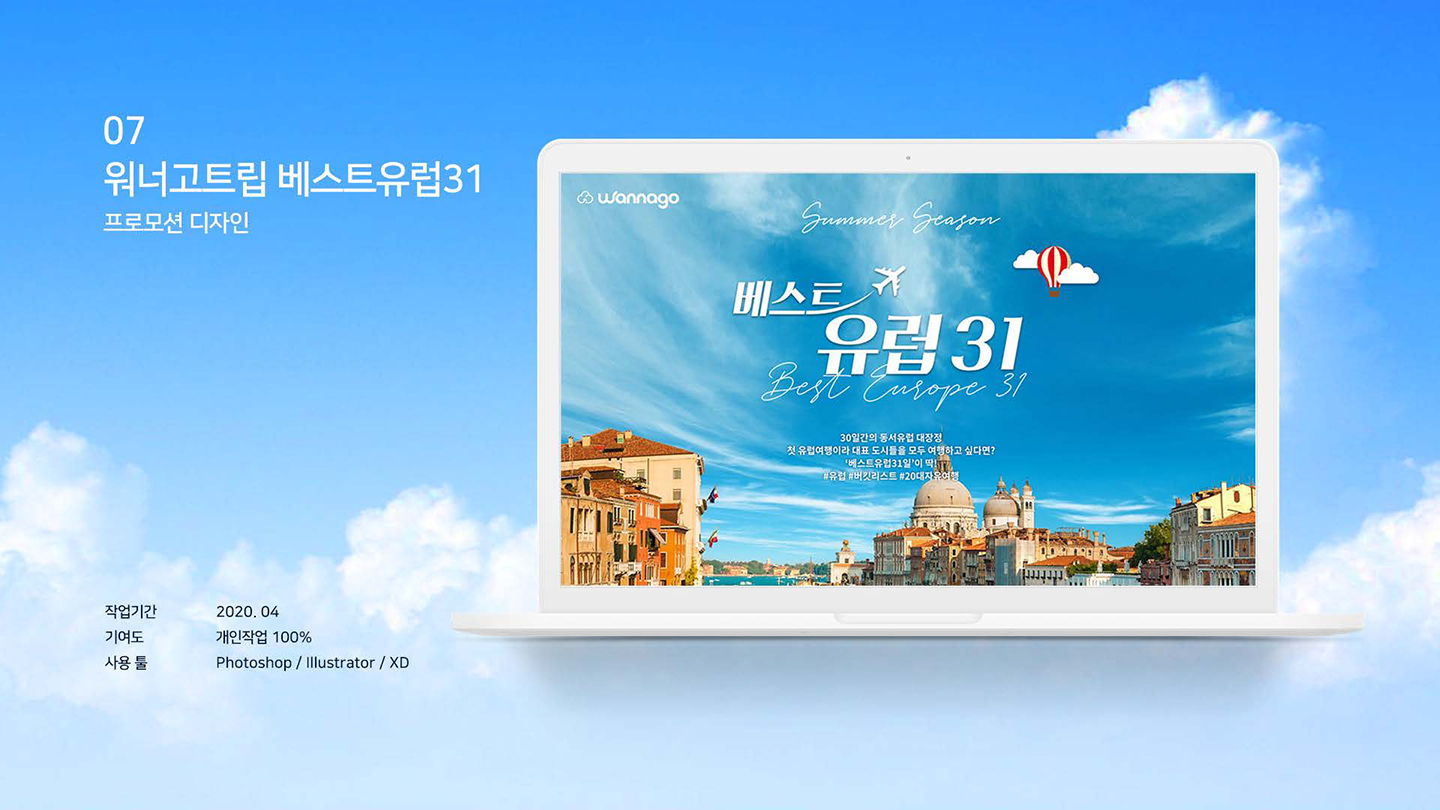 07
워너고트립 베스트유럽31
프로모션 디자인
작업기간 2020. 04
기여도 개인작업 100%
사용 툴 Photoshop / Illustrator / XD
wannago
Summer Season
베스트
유럽 31
Best Europe 31
30일간의 동서유럽 대장정
첫 유럽여행이라 대표 도시들을 모두 여행하고 싶다면?
'베스트유럽31일'이 딱!
#유럽 #버킷리스트 #20대자유여행